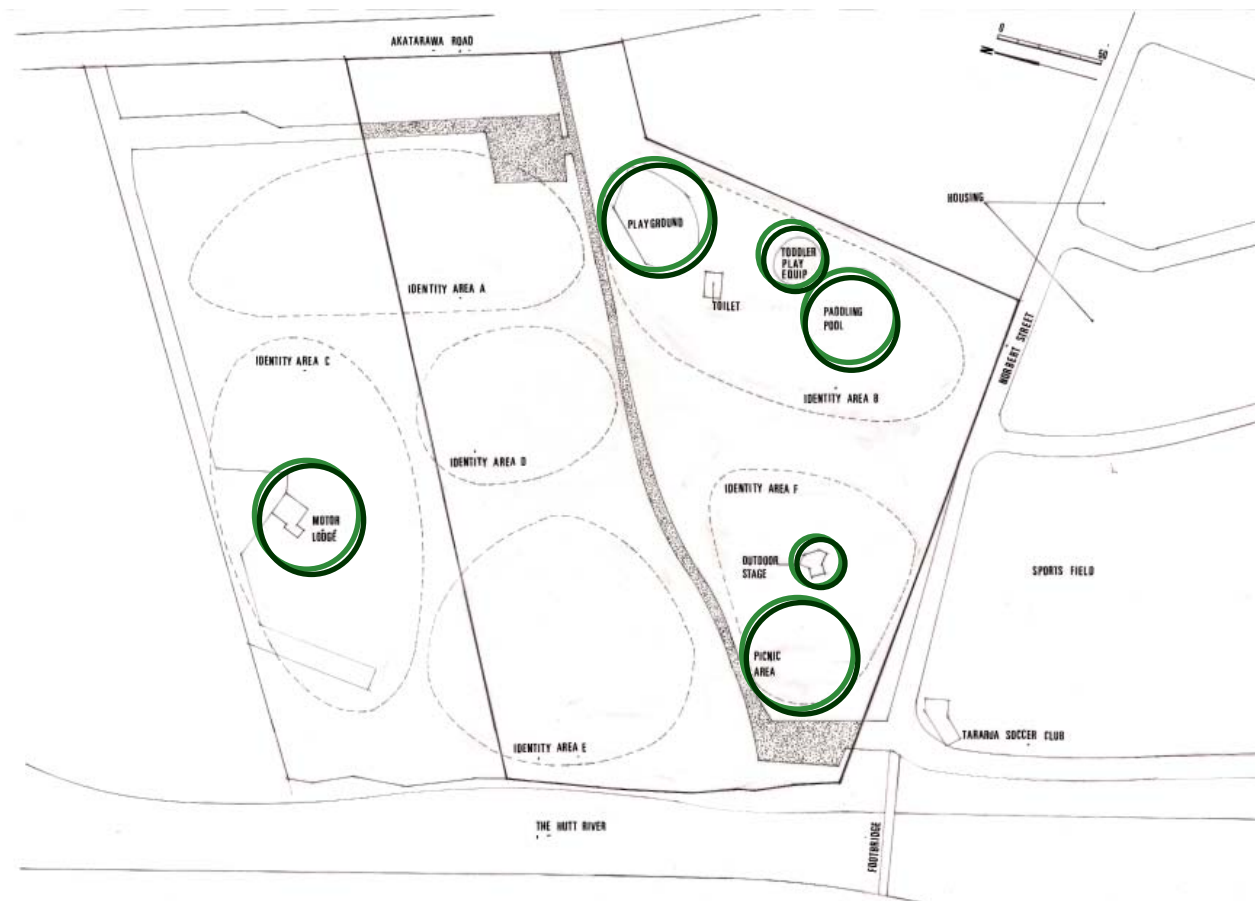 AKATARAWA ROAD
0
50
N
PLAYGROUND
TODDLER
PLAY
EQUIP
TOILET
PADDLING
POOL
HOUSING
NORBERT STREET
IDENTITY AREA A
IDENTITY AREA C
IDENTITY AREA B
IDENTITY AREA D
IDENTITY AREA F
MOTOR
LODGE
OUTDOOR
STAGE
SPORTS FIELD
PICNIC
AREA
IDENTITY AREA E
TARARUA SOCCER CLUB
THE HUTT RIVER
FOOTBRIDGE